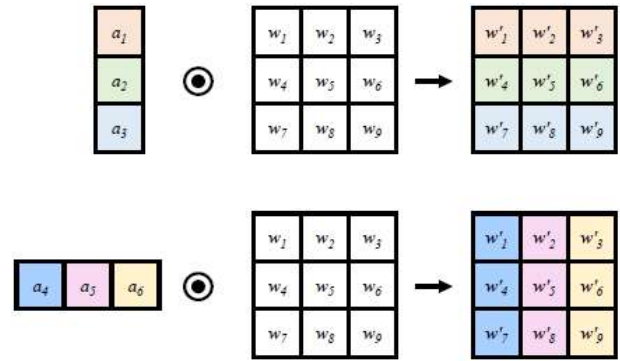 a₁ w₁ w₂ w₃ w'₁ w'₂ w'₃
a₂ w₄ w₅ w₆ w'₄ w'₅ w'₆
a₃ w₇ w₈ w₉ w'₇ w'₈ w'₉
w₁ w₂ w₃ w'₁ w'₂ w'₃
a₄ a₅ a₆ w₄ w₅ w₆ w'₄ w'₅ w'₆
w₇ w₈ w₉ w'₇ w'₈ w'₉